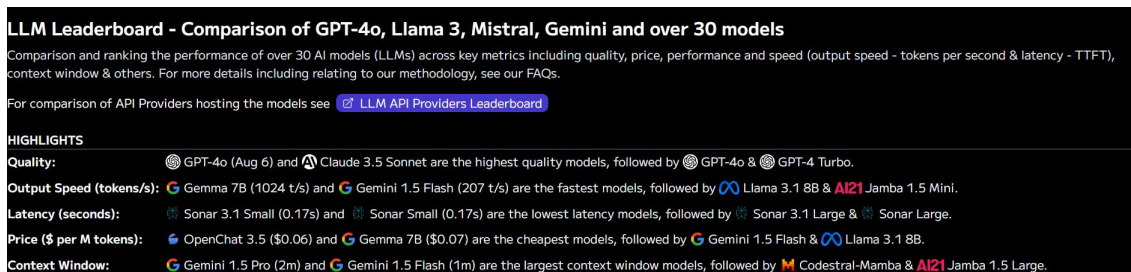 LLM Leaderboard - Comparison of GPT-4o, Llama 3, Mistral, Gemini and over 30 models
Comparison and ranking the performance of over 30 AI models (LLMs) across key metrics including quality, price, performance and speed (output speed - tokens per second & latency - TTFT),
context window & others. For more details including relating to our methodology, see our FAQs.
For comparison of API Providers hosting the models see LLM API Providers Leaderboard
HIGHLIGHTS
Quality: GPT-4o (Aug 6) and Claude 3.5 Sonnet are the highest quality models, followed by GPT-4o & GPT-4 Turbo.
Output Speed (tokens/s): Gemma 7B (1024 t/s) and Gemini 1.5 Flash (207 t/s) are the fastest models, followed by Llama 3.1 8B & AI21 Jamba 1.5 Mini.
Latency (seconds): Sonar 3.1 Small (0.17s) and Sonar Small (0.17s) are the lowest latency models, followed by Sonar 3.1 Large & Sonar Large.
Price ($ per M tokens): OpenChat 3.5 ($0.06) and Gemma 7B ($0.07) are the cheapest models, followed by Gemini 1.5 Flash & Llama 3.1 8B.
Context Window: Gemini 1.5 Pro (2m) and Gemini 1.5 Flash (1m) are the largest context window models, followed by Codestral-Mamba & AI21 Jamba 1.5 Large.